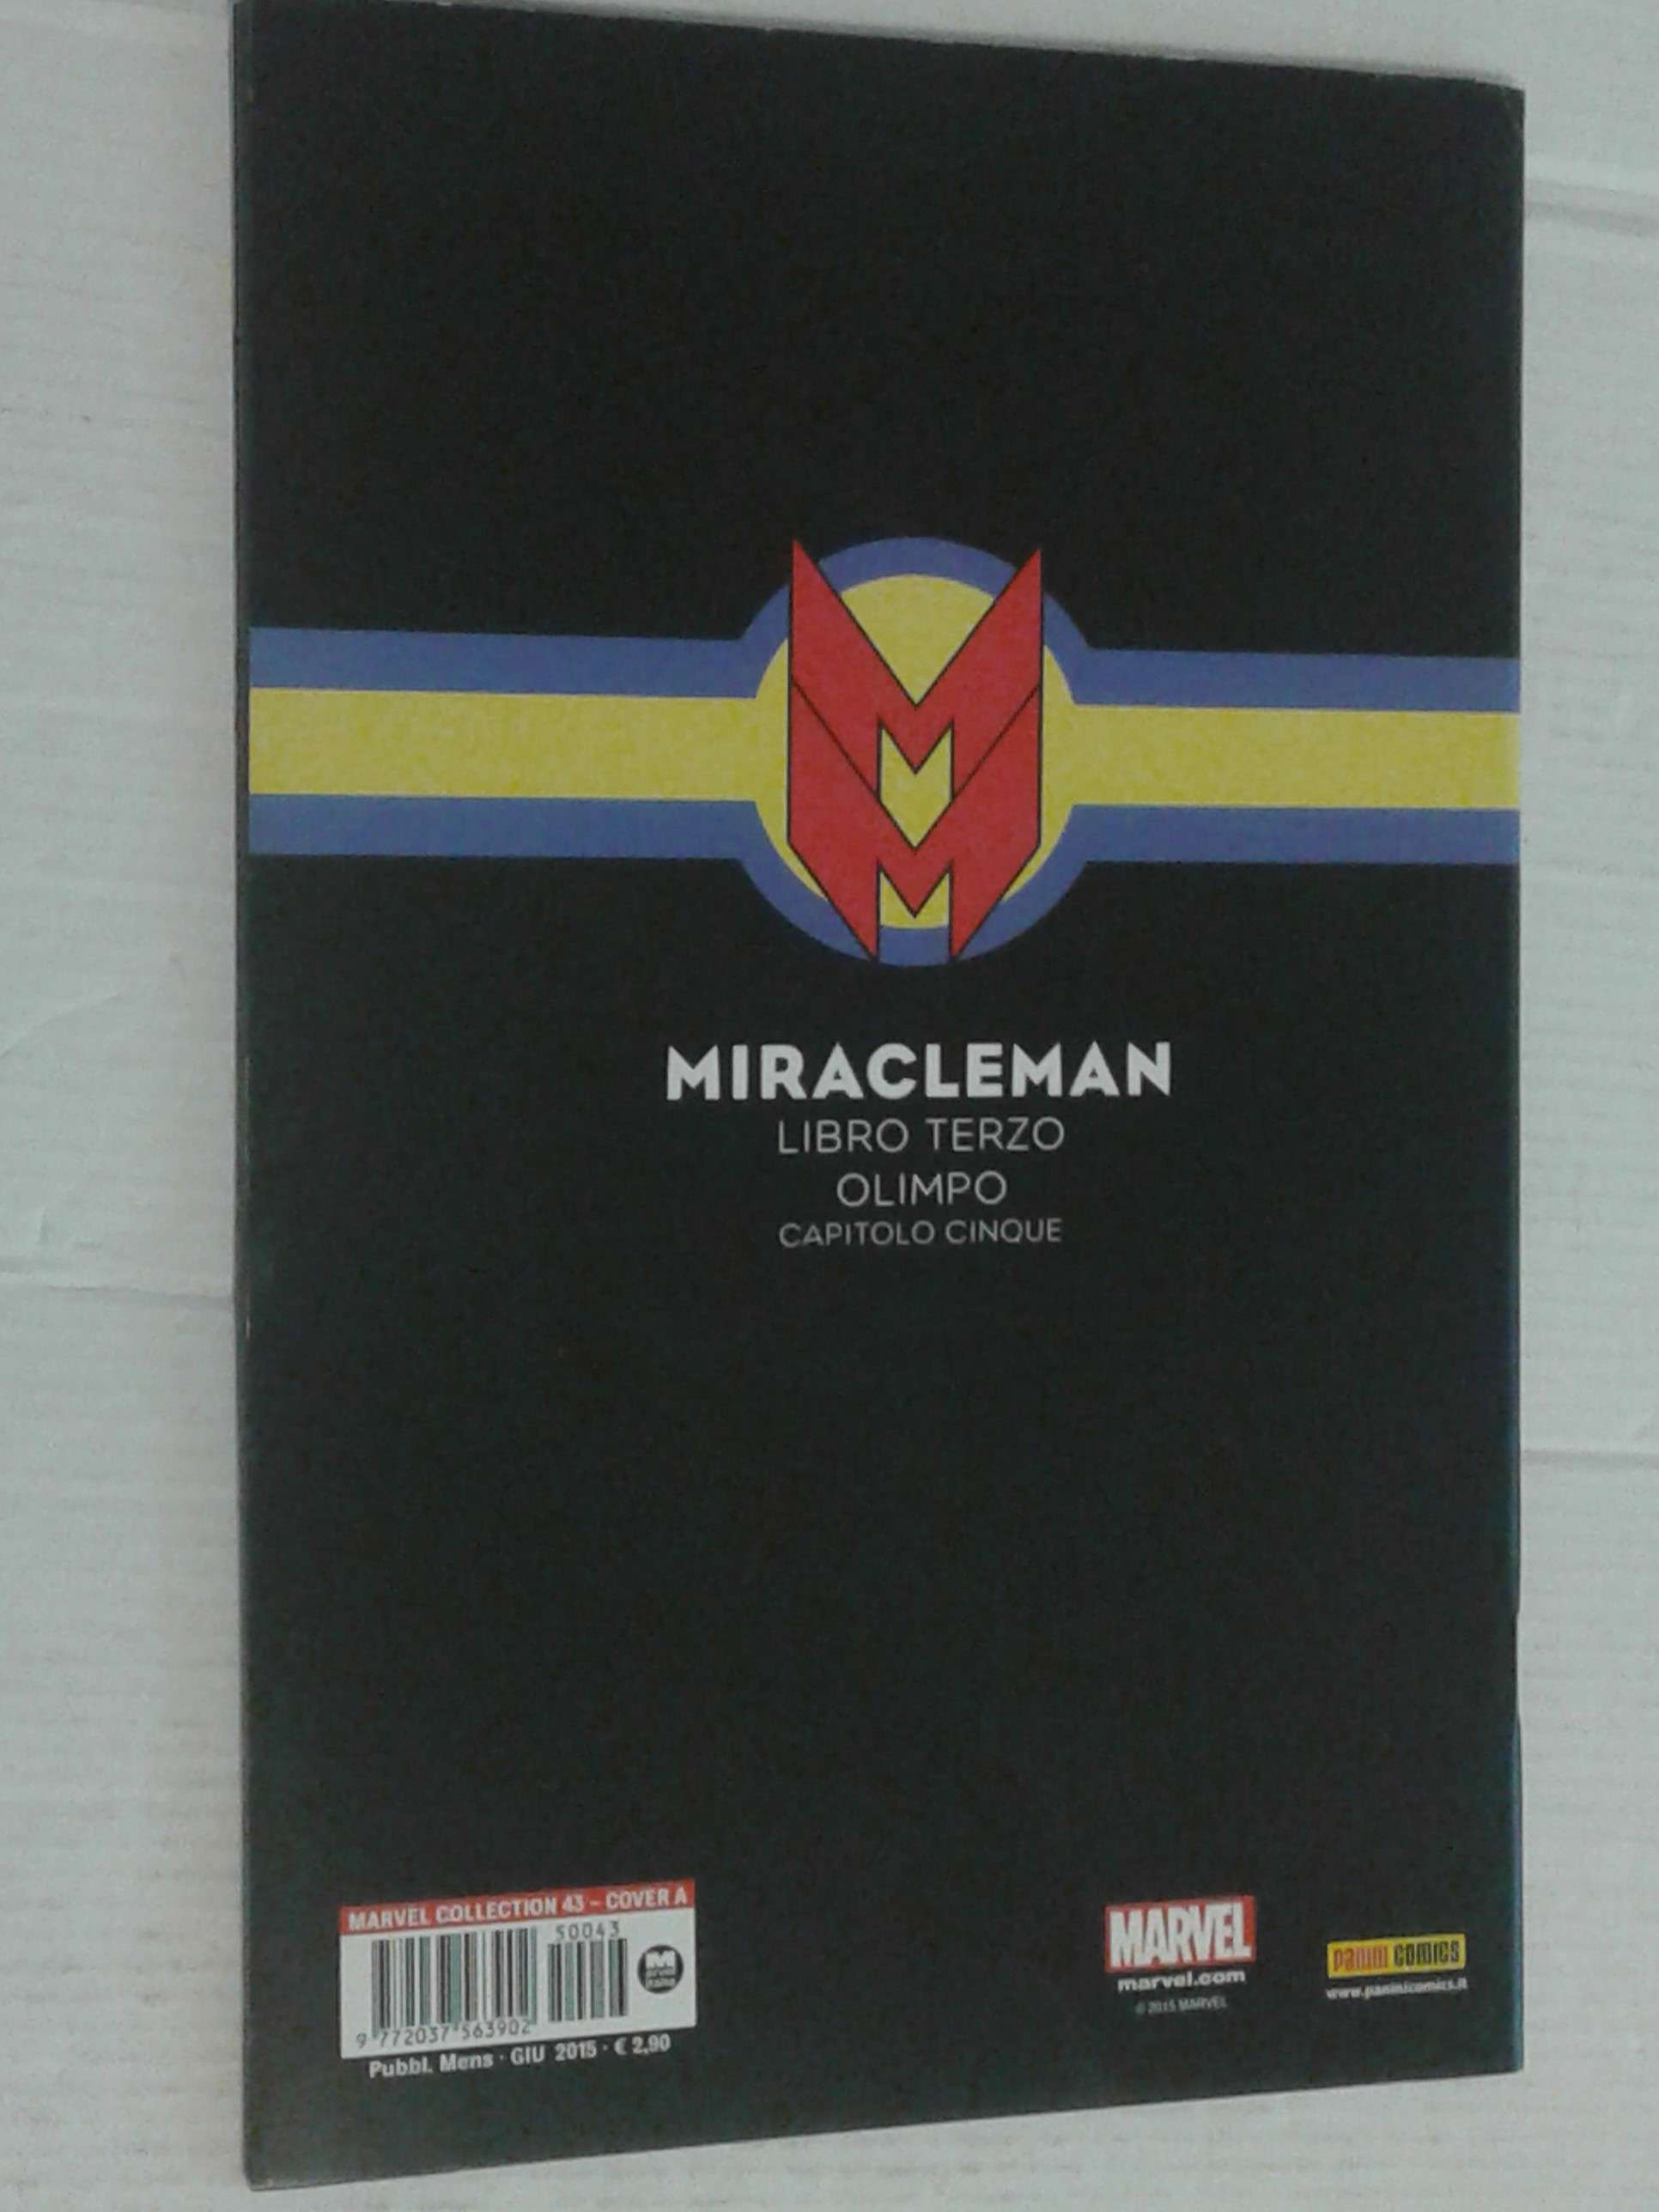 MIRACLEMAN
LIBRO TERZO
OLIMPO
CAPITOLO CINQUE
MARVEL COLLECTION 43 - COVER A
50043
9 772037 563902
Pubbl. Mens · GIU 2015 · € 2,90
MARVEL
marvel.com
© 2015 MARVEL
PANINI COMICS
www.paninicomics.it